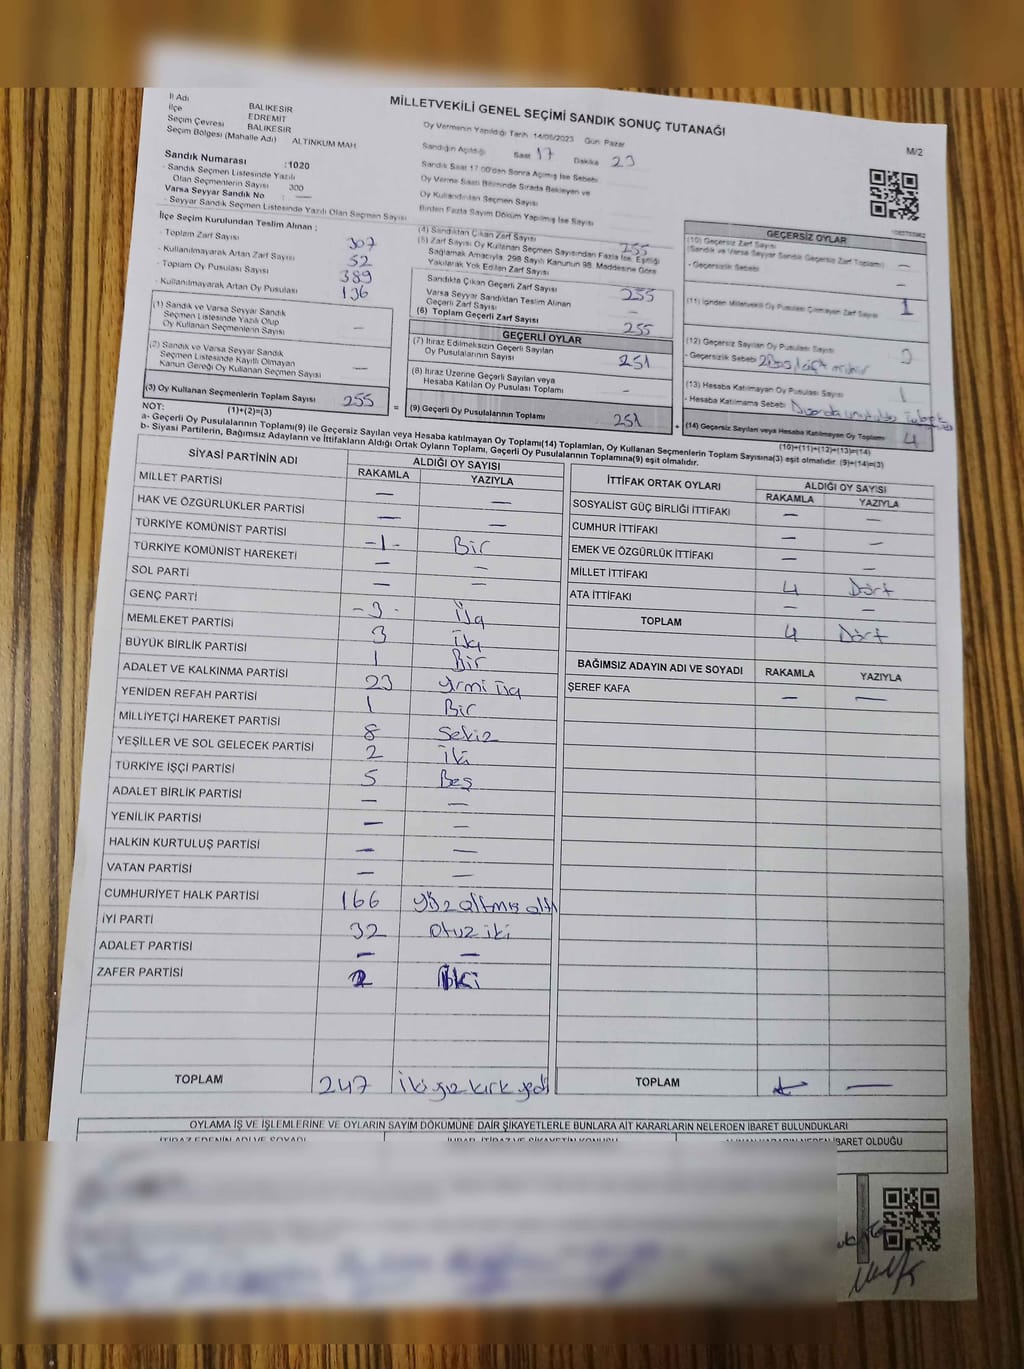 MİLLETVEKİLİ GENEL SEÇİMİ SANDIK SONUÇ TUTANAĞI
M/2
İl Adı BALIKESİR
İlçe EDREMİT
Seçim Çevresi BALIKESİR
Seçim Bölgesi (Mahalle Adı) ALTINKUM MAH
Oy Vermenin Yapıldığı Tarih 14/05/2023 Gün: Pazar
Sandığın Açıldığı Saat 17 Dakika 23
Sandık Saat 17:00'dan Sonra Açılmış İse Sebebi
Oy Verme Saati Bitiminde Sırada Bekleyen ve
Oy Kullandırılan Seçmen Sayısı
Birden Fazla Sayım Döküm Yapılmış İse Sayısı
Sandık Numarası :1020
- Sandık Seçmen Listesinde Yazılı
Olan Seçmenlerin Sayısı 300
Varsa Seyyar Sandık No : —
- Seyyar Sandık Seçmen Listesinde Yazılı Olan Seçmen Sayısı
İlçe Seçim Kurulundan Teslim Alınan :
- Toplam Zarf Sayısı 307
- Kullanılmayarak Artan Zarf Sayısı 52
- Toplam Oy Pusulası Sayısı 389
- Kullanılmayarak Artan Oy Pusulası 136
(1) Sandık ve Varsa Seyyar Sandık
Seçmen Listesinde Yazılı Olup
Oy Kullanan Seçmenlerin Sayısı —
(2) Sandık ve Varsa Seyyar Sandık
Seçmen Listesinde Kayıtlı Olmayan
Kanun Gereği Oy Kullanan Seçmen Sayısı —
(3) Oy Kullanan Seçmenlerin Toplam Sayısı 255
(1)+(2)=(3)
(4) Sandıktan Çıkan Zarf Sayısı 255
(5) Zarf Sayısı Oy Kullanan Seçmen Sayısından Fazla İse, Eşitliği
Sağlamak Amacıyla, 298 Sayılı Kanunun 98. Maddesine Göre
Yakılarak Yok Edilen Zarf Sayısı
Sandıkta Çıkan Geçerli Zarf Sayısı 255
Varsa Seyyar Sandıktan Teslim Alınan
Geçerli Zarf Sayısı —
(6) Toplam Geçerli Zarf Sayısı 255
GEÇERLİ OYLAR
(7) İtiraz Edilmeksizin Geçerli Sayılan
Oy Pusulalarının Sayısı 251
(8) İtiraz Üzerine Geçerli Sayılan veya
Hesaba Katılan Oy Pusulası Toplamı -
= (9) Geçerli Oy Pusulalarının Toplamı 251
GEÇERSİZ OYLAR
(10) Geçersiz Zarf Sayısı
(Sandık ve Varsa Seyyar Sandık Geçersiz Zarf Toplamı) —
- Geçersizlik Sebebi —
(11) İçinden Milletvekili Oy Pusulası Çıkmayan Zarf Sayısı 1
(12) Geçersiz Sayılan Oy Pusulası Sayısı 2
- Geçersizlik Sebebi
(13) Hesaba Katılmayan Oy Pusulası Sayısı 1
- Hesaba Katılmama Sebebi
+ (14) Geçersiz Sayılan veya Hesaba Katılmayan Oy Toplamı 4
(10)+(11)+(12)+(13)=(14)
NOT:
a- Geçerli Oy Pusulaları Toplamı(9) ile Geçersiz Sayılan veya Hesaba katılmayan Oy Toplamı(14) Toplamları, Oy Kullanan Seçmenlerin Toplam Sayısına(3) eşit olmalıdır (9)+(14)=(3)
b- Siyasi Partilerin, Bağımsız Adayların ve İttifakların Aldığı Ortak Oyların Toplamı, Geçerli Oy Pusulalarının Toplamına(9) eşit olmalıdır.
SİYASİ PARTİNİN ADI ALDIĞI OY SAYISI
RAKAMLA YAZIYLA
MİLLET PARTİSİ — —
HAK VE ÖZGÜRLÜKLER PARTİSİ — —
TÜRKİYE KOMÜNİST PARTİSİ -1- Bir
TÜRKİYE KOMÜNİST HAREKETİ — —
SOL PARTİ — —
GENÇ PARTİ -3- Üç
MEMLEKET PARTİSİ 3 Üç
BÜYÜK BİRLİK PARTİSİ 1 Bir
ADALET VE KALKINMA PARTİSİ 23 yirmi üç
YENİDEN REFAH PARTİSİ 1 Bir
MİLLİYETÇİ HAREKET PARTİSİ 8 Sekiz
YEŞİLLER VE SOL GELECEK PARTİSİ 2 İki
TÜRKİYE İŞÇİ PARTİSİ 5 Beş
ADALET BİRLİK PARTİSİ — —
YENİLİK PARTİSİ — —
HALKIN KURTULUŞ PARTİSİ — —
VATAN PARTİSİ — —
CUMHURİYET HALK PARTİSİ 166 yüz altmış altı
İYİ PARTİ 32 otuz iki
ADALET PARTİSİ — —
ZAFER PARTİSİ 2 İki
TOPLAM 247 İki yüz kırk yedi
İTTİFAK ORTAK OYLARI ALDIĞI OY SAYISI
RAKAMLA YAZIYLA
SOSYALİST GÜÇ BİRLİĞİ İTTİFAKI — —
CUMHUR İTTİFAKI — —
EMEK VE ÖZGÜRLÜK İTTİFAKI — —
MİLLET İTTİFAKI 4 Dört
ATA İTTİFAKI — —
TOPLAM 4 Dört
BAĞIMSIZ ADAYIN ADI VE SOYADI RAKAMLA YAZIYLA
ŞEREF KAFA — —
TOPLAM —
OYLAMA İŞ VE İŞLEMLERİNE VE OYLARIN SAYIM DÖKÜMÜNE DAİR ŞİKAYETLERLE BUNLARA AİT KARARLARIN NELERDEN İBARET BULUNDUKLARI
İTİRAZ EDENİN ADI VE SOYADI
İBARET OLDUĞU